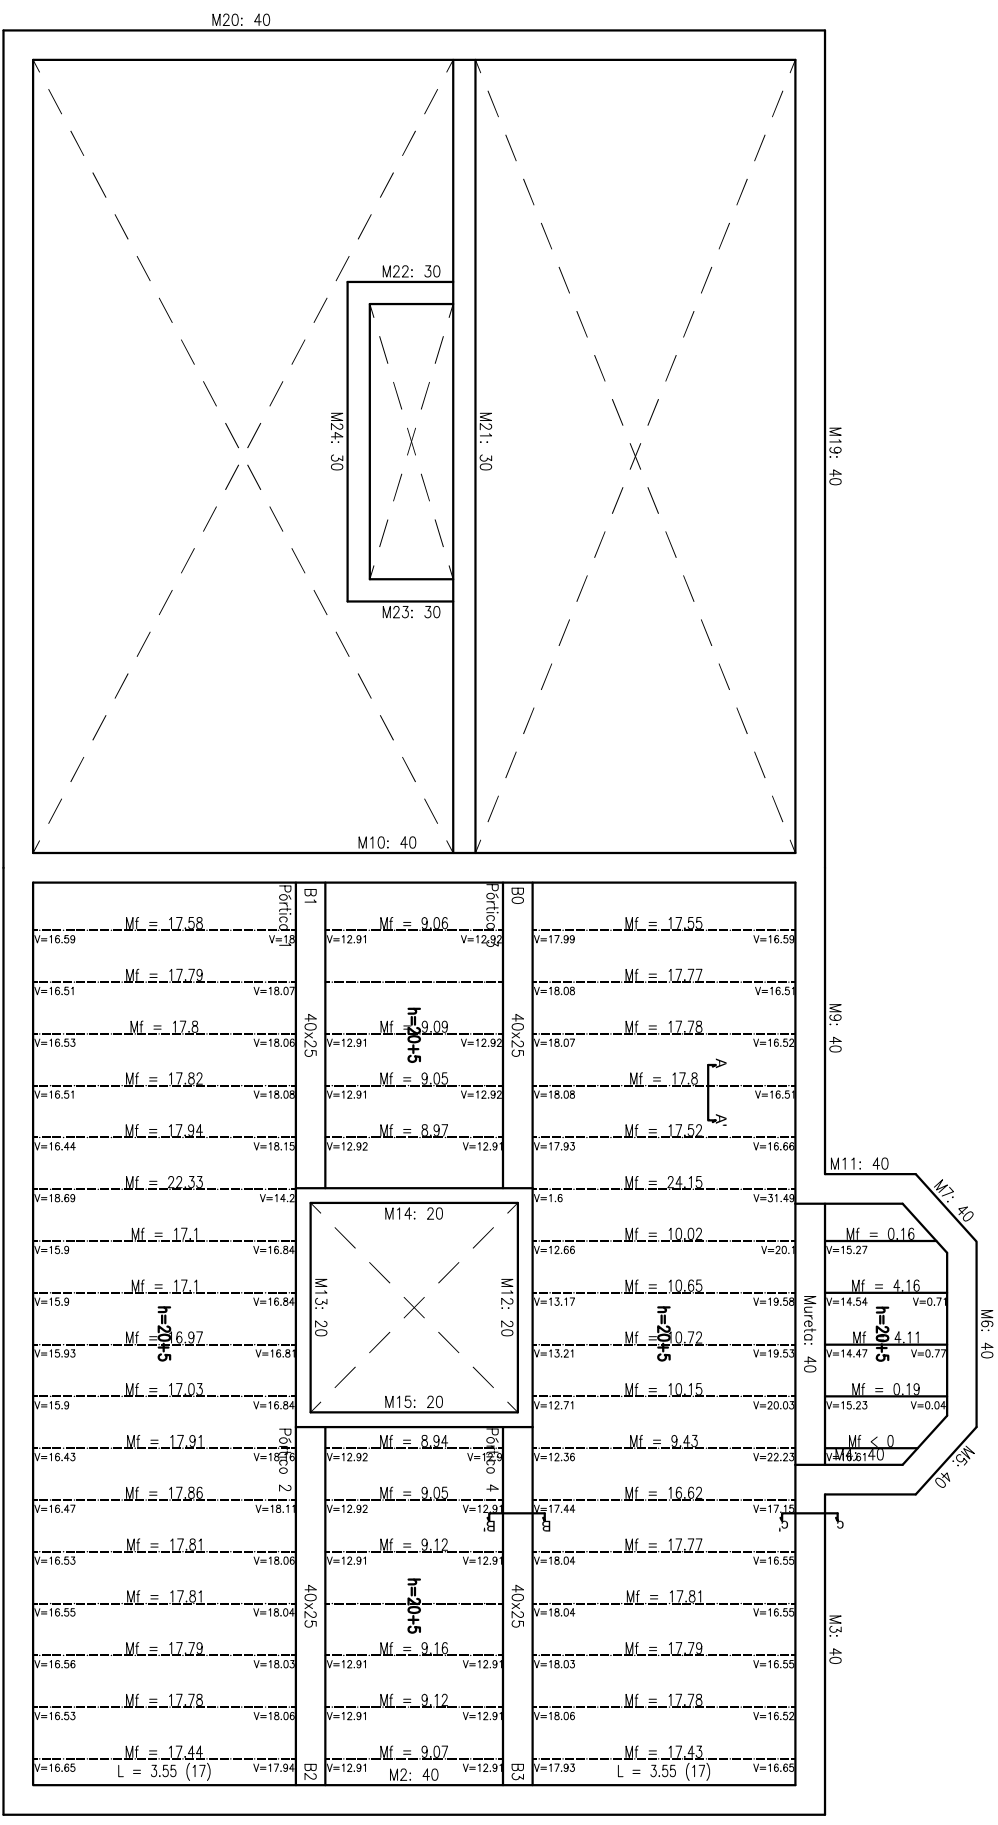 M20: 40
M22: 30
M24: 30
M21: 30
M19: 40
M23: 30
M10: 40
Pórtico 1
B1
Pórtico 3
B0
Mf = 17.58
Mf = 9.06
Mf = 17.55
V=16.59
V=18
V=12.91
V=12.92
V=17.99
V=16.59
Mf = 17.79
Mf = 17.77
V=16.51
V=18.07
V=18.08
V=16.51
40x25
h=20+5
40x25
M9: 40
Mf = 17.8
Mf = 9.09
Mf = 17.78
V=16.53
V=18.06
V=12.91
V=12.92
V=18.07
V=16.52
A
Mf = 17.82
Mf = 9.05
Mf = 17.8
V=16.51
V=18.08
V=12.91
V=12.92
V=18.08
V=16.51
A'
Mf = 17.94
Mf = 8.97
Mf = 17.52
V=16.44
V=18.15
V=12.92
V=12.91
V=17.93
V=16.66
M11: 40
Mf = 22.33
Mf = 24.15
V=18.69
V=14.2
V=1.6
V=31.49
M7: 40
M14: 20
Mf = 17.1
Mf = 10.02
Mf = 0.16
V=15.9
V=16.84
V=12.66
V=20.1
V=15.27
Mf = 17.1
Mf = 10.65
Mf = 4.16
V=15.9
V=16.84
V=13.17
V=19.58
V=14.54
V=0.71
h=20+5
M13: 20
M12: 20
h=20+5
Mureta: 40
h=20+5
M6: 40
Mf = 16.97
Mf = 10.72
Mf = 4.11
V=15.93
V=16.81
V=13.21
V=19.53
V=14.47
V=0.77
Mf = 17.03
M15: 20
Mf = 10.15
Mf = 0.19
V=15.9
V=16.84
V=12.71
V=20.03
V=15.23
V=0.04
Pórtico 2
Pórtico 4
Mf = 17.91
Mf = 8.94
Mf = 9.43
Mf < 0
V=16.43
V=18.16
V=12.92
V=12.9
V=12.36
V=22.23
M4: 40
M5: 40
Mf = 17.86
Mf = 9.05
Mf = 16.62
V=16.47
V=18.11
V=12.92
V=12.91
V=17.44
V=17.15
B'
B
Mf = 17.81
Mf = 9.12
Mf = 17.77
V=16.53
V=18.06
V=12.91
V=12.91
V=18.04
V=16.55
40x25
h=20+5
40x25
M3: 40
Mf = 17.81
Mf = 17.81
V=16.55
V=18.04
V=18.04
V=16.55
Mf = 17.79
Mf = 9.16
Mf = 17.79
V=16.56
V=18.03
V=12.91
V=12.91
V=18.03
V=16.55
Mf = 17.78
Mf = 9.12
Mf = 17.78
V=16.53
V=18.06
V=12.91
V=12.91
V=18.06
V=16.52
Mf = 17.44
Mf = 9.07
Mf = 17.43
V=16.65
V=17.94
V=12.91
V=12.91
V=17.93
V=16.65
L = 3.55 (17)
B2
M2: 40
B3
L = 3.55 (17)